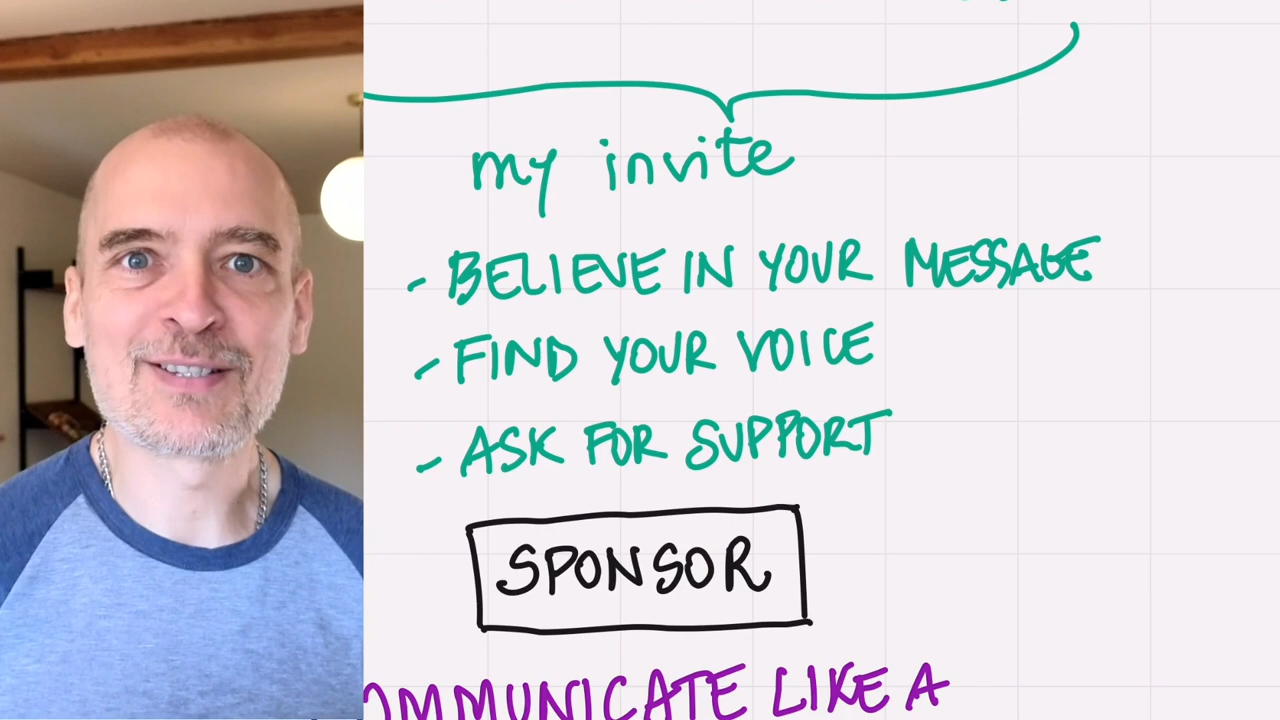 my invite
- BELIEVE IN YOUR MESSAGE
- FIND YOUR VOICE
- ASK FOR SUPPORT
SPONSOR
OMMUNICATE LIKE A